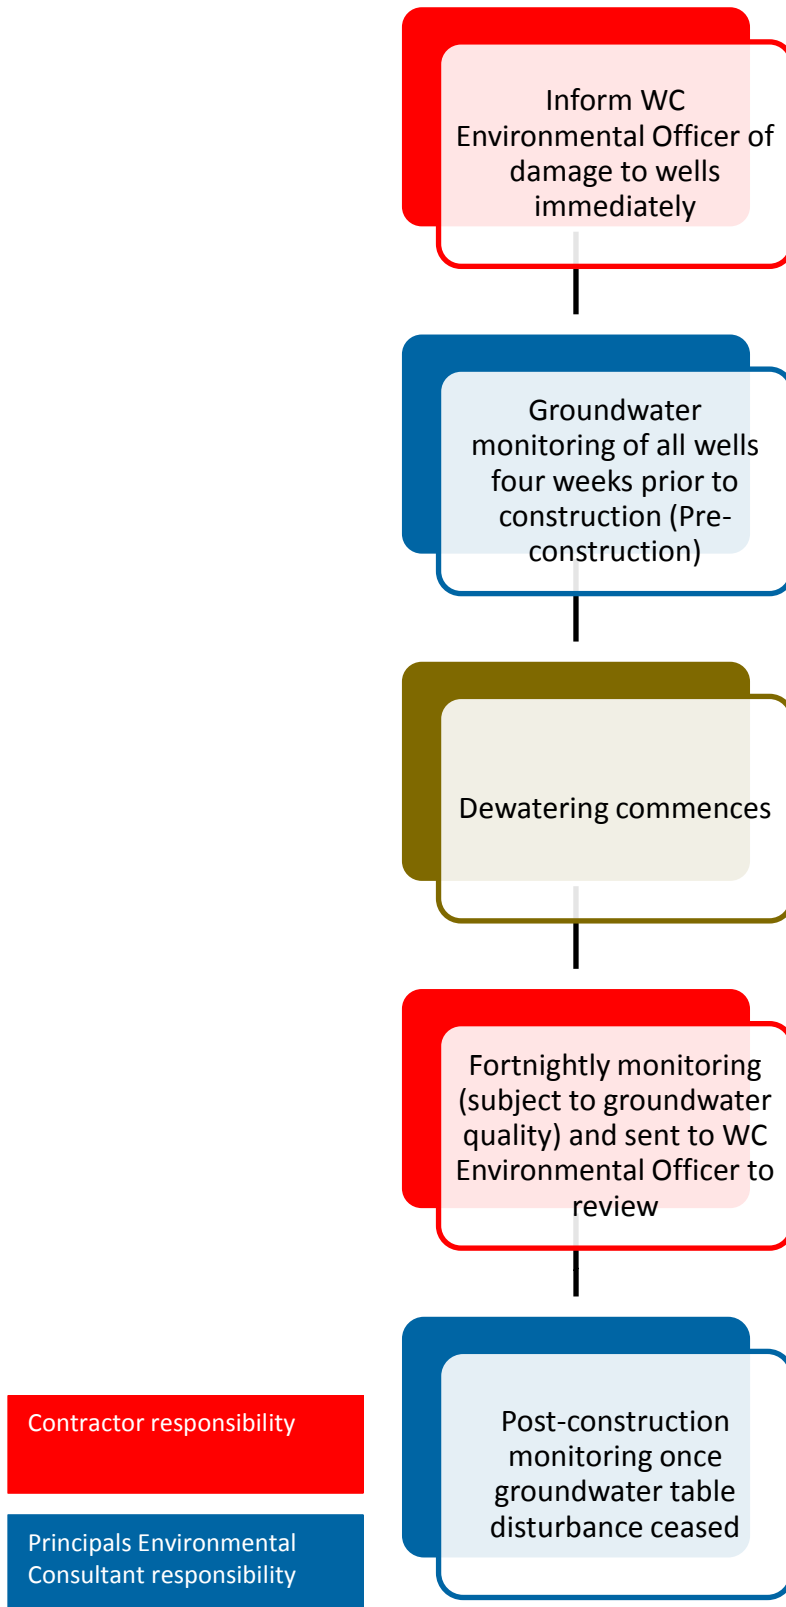 Inform WC
Environmental Officer of
damage to wells
immediately
Groundwater
monitoring of all wells
four weeks prior to
construction (Pre-
construction)
Dewatering commences
Fortnightly monitoring
(subject to groundwater
quality) and sent to WC
Environmental Officer to
review
Post-construction
monitoring once
groundwater table
disturbance ceased
Contractor responsibility
Principals Environmental
Consultant responsibility